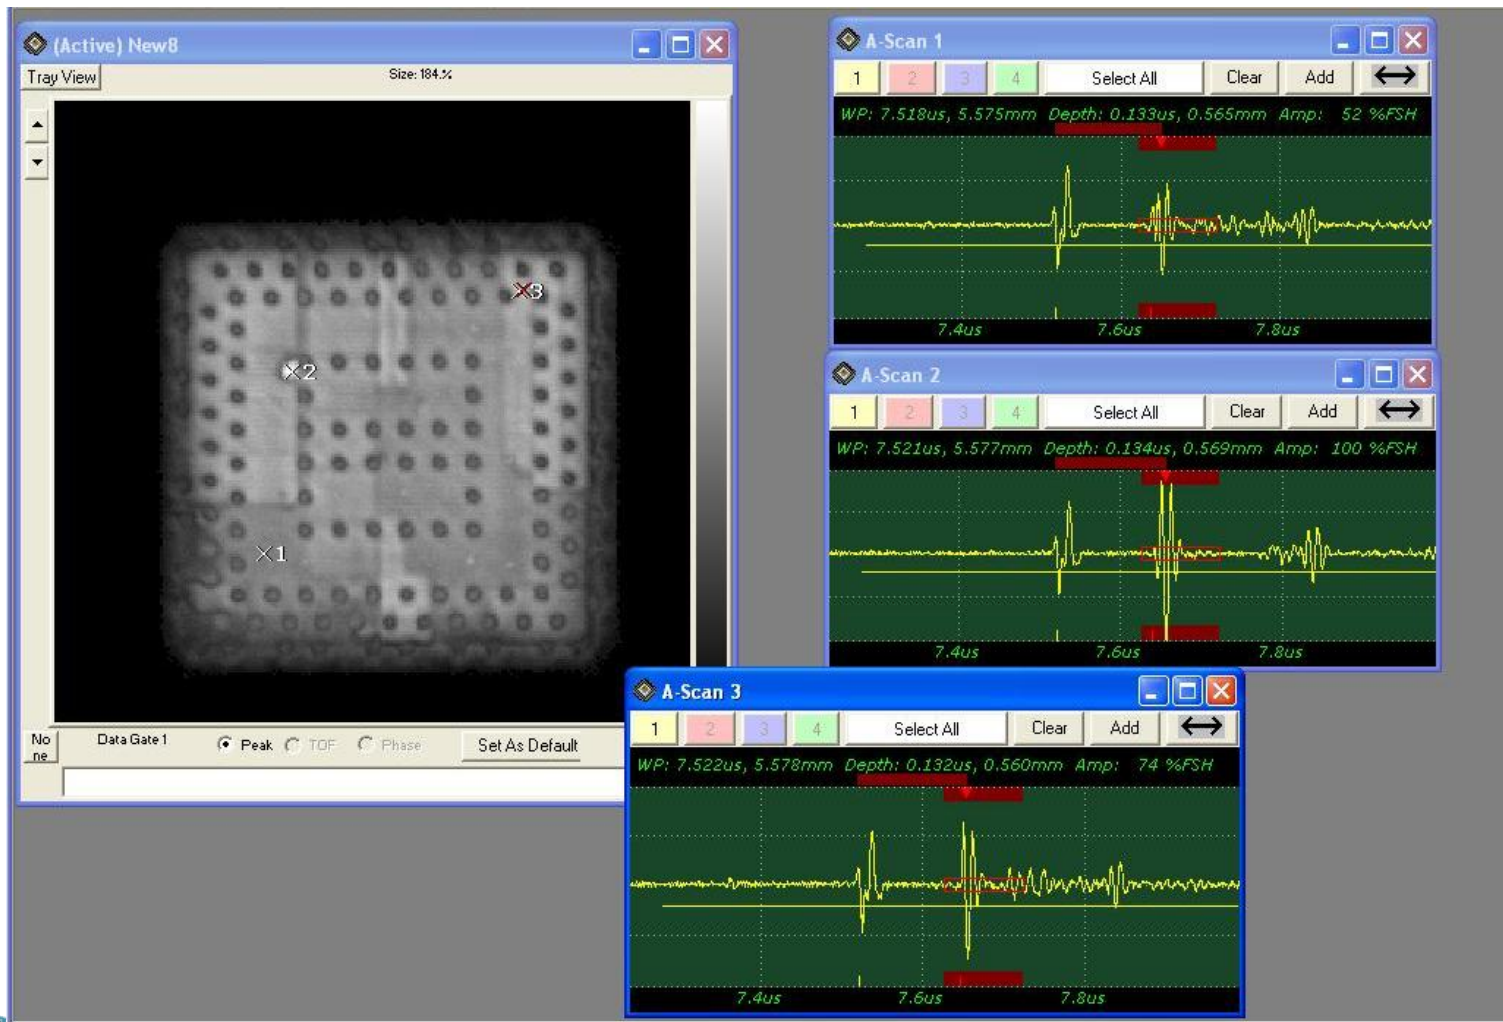 (Active) New8
Tray View
Size: 184.%
2
1
3
No
ne
Data Gate 1
Peak
TOF
Phase
Set As Default
A-Scan 1
1 2 3 4 Select All Clear Add
WP: 7.518us, 5.575mm Depth: 0.133us, 0.565mm Amp: 52 %FSH
7.4us 7.6us 7.8us
A-Scan 2
1 2 3 4 Select All Clear Add
WP: 7.521us, 5.577mm Depth: 0.134us, 0.569mm Amp: 100 %FSH
7.4us 7.6us 7.8us
A-Scan 3
1 2 3 4 Select All Clear Add
WP: 7.522us, 5.578mm Depth: 0.132us, 0.560mm Amp: 74 %FSH
7.4us 7.6us 7.8us